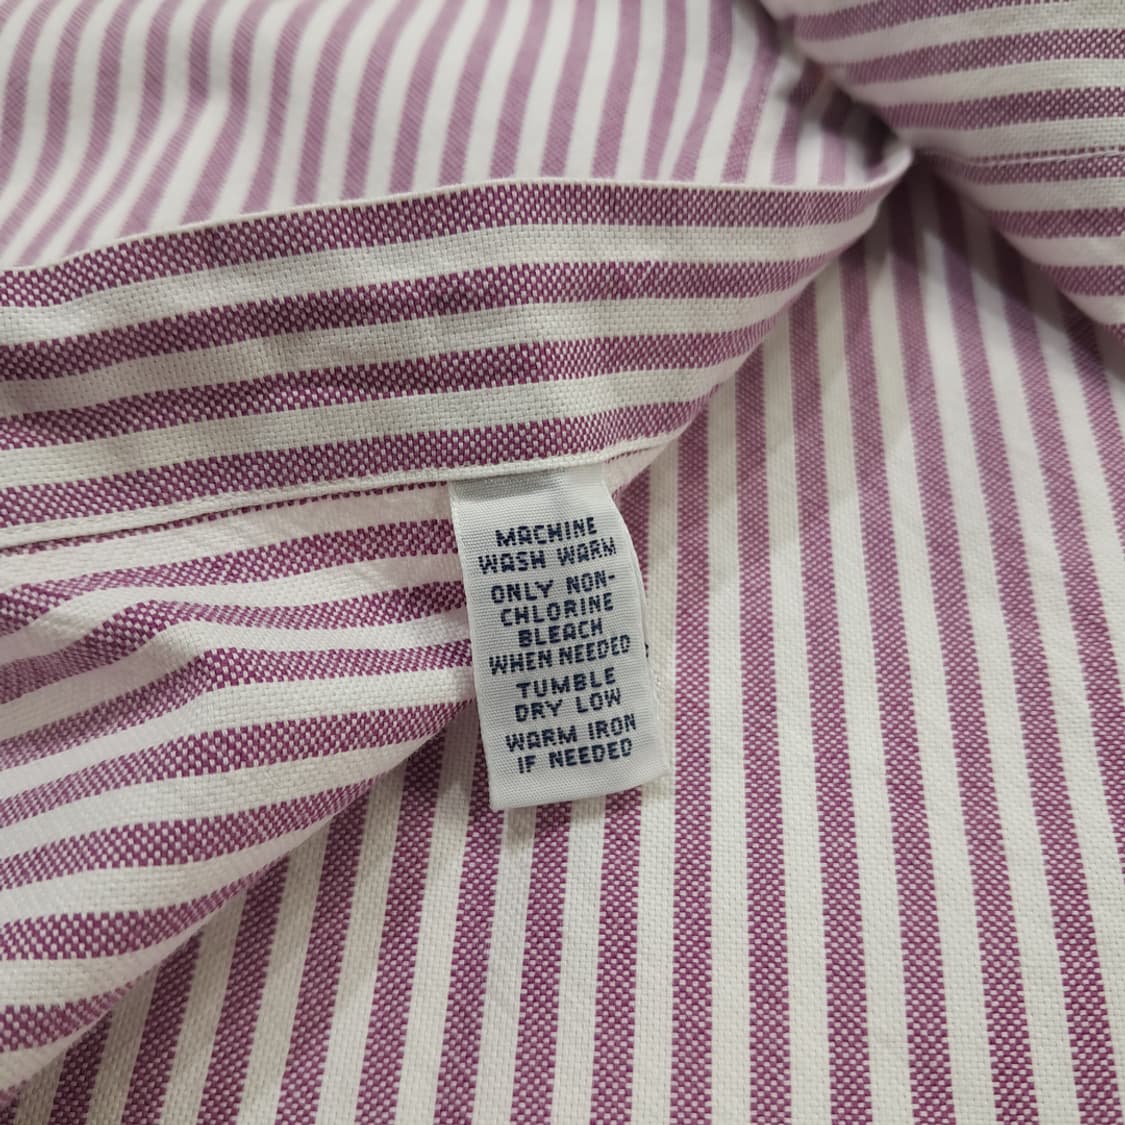 MACHINE
WASH WARM
ONLY NON-
CHLORINE
BLEACH
WHEN NEEDED
TUMBLE
DRY LOW
WARM IRON
IF NEEDED